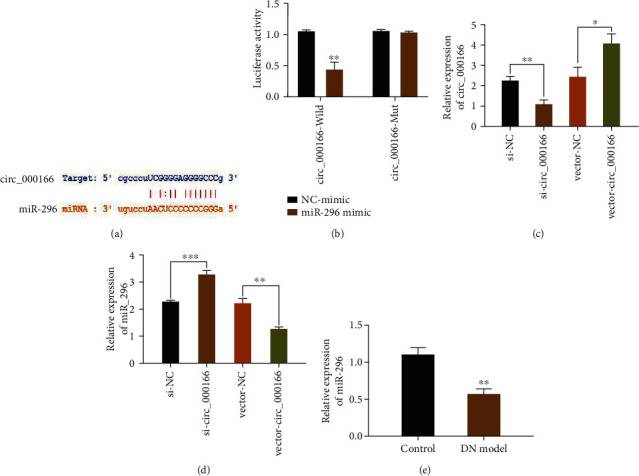 circ_000166 Target: 5' cgcccuUCGGGGAGGGGCCCg 3'
miR-296 miRNA : 3' uguccuAACUCCCCCCCGGGa 5'
(a)
Luciferase activity
1.5
1.0
0.5
0.0
**
circ_000166-Wild
circ_000166-Mut
NC-mimic
miR-296 mimic
(b)
Relative expression
of circ_000166
5
4
3
2
1
0
**
*
si-NC
si-circ_000166
vector-NC
vector-circ_000166
(c)
Relative expression
of miR_296
4
3
2
1
0
***
**
si-NC
si-circ_000166
vector-NC
vector-circ_000166
(d)
Relative expression
of miR-296
1.5
1.0
0.5
0.0
**
Control
DN model
(e)